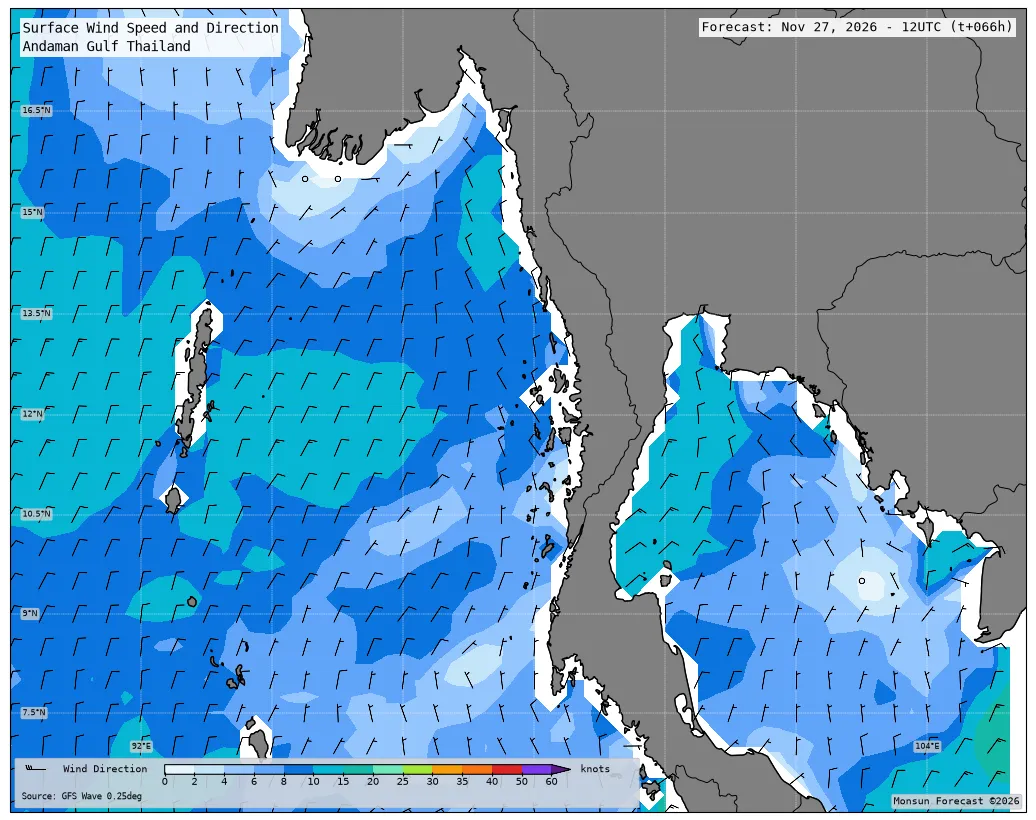 Surface Wind Speed and Direction
Andaman Gulf Thailand
Forecast: Nov 27, 2026 - 12UTC (t+066h)
16.5°N
15°N
13.5°N
12°N
10.5°N
9°N
7.5°N
92°E
104°E
Wind Direction
knots
0 2 4 6 8 10 15 20 25 30 35 40 50 60
Source: GFS Wave 0.25deg
Monsun Forecast ©2026